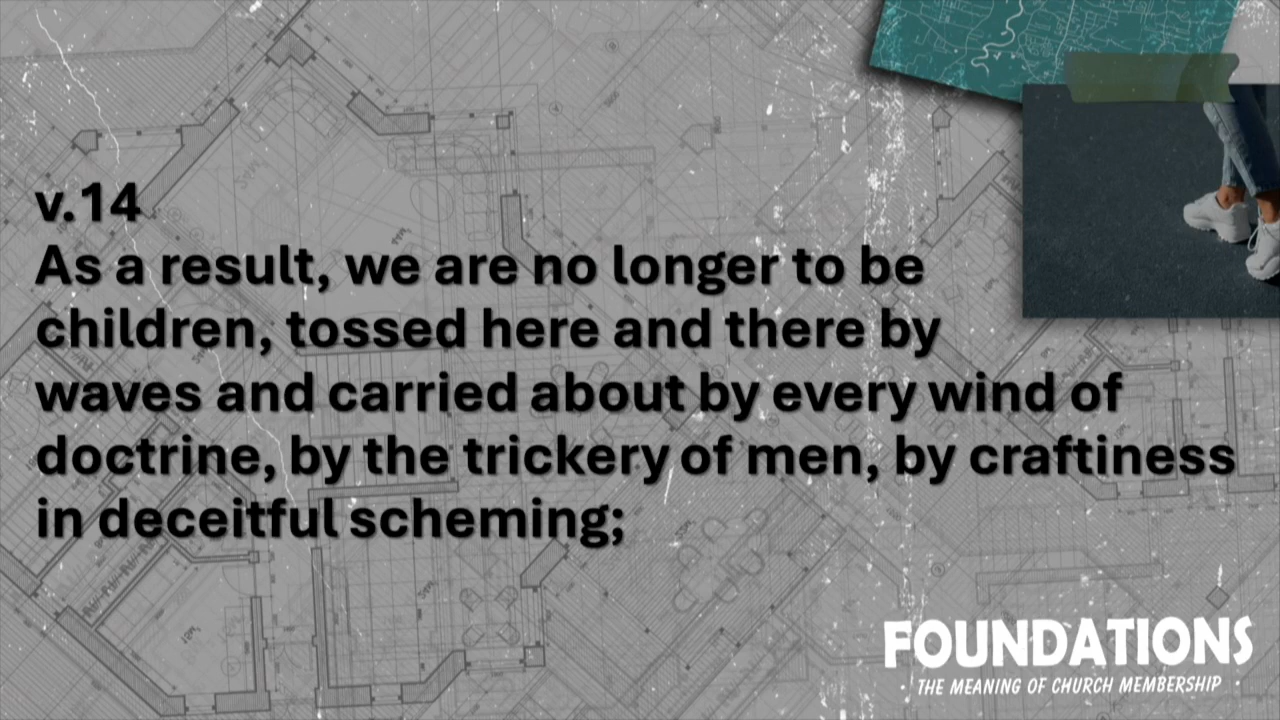 v.14
As a result, we are no longer to be
children, tossed here and there by
waves and carried about by every wind of
doctrine, by the trickery of men, by craftiness
in deceitful scheming;
FOUNDATIONS
· THE MEANING OF CHURCH MEMBERSHIP ·